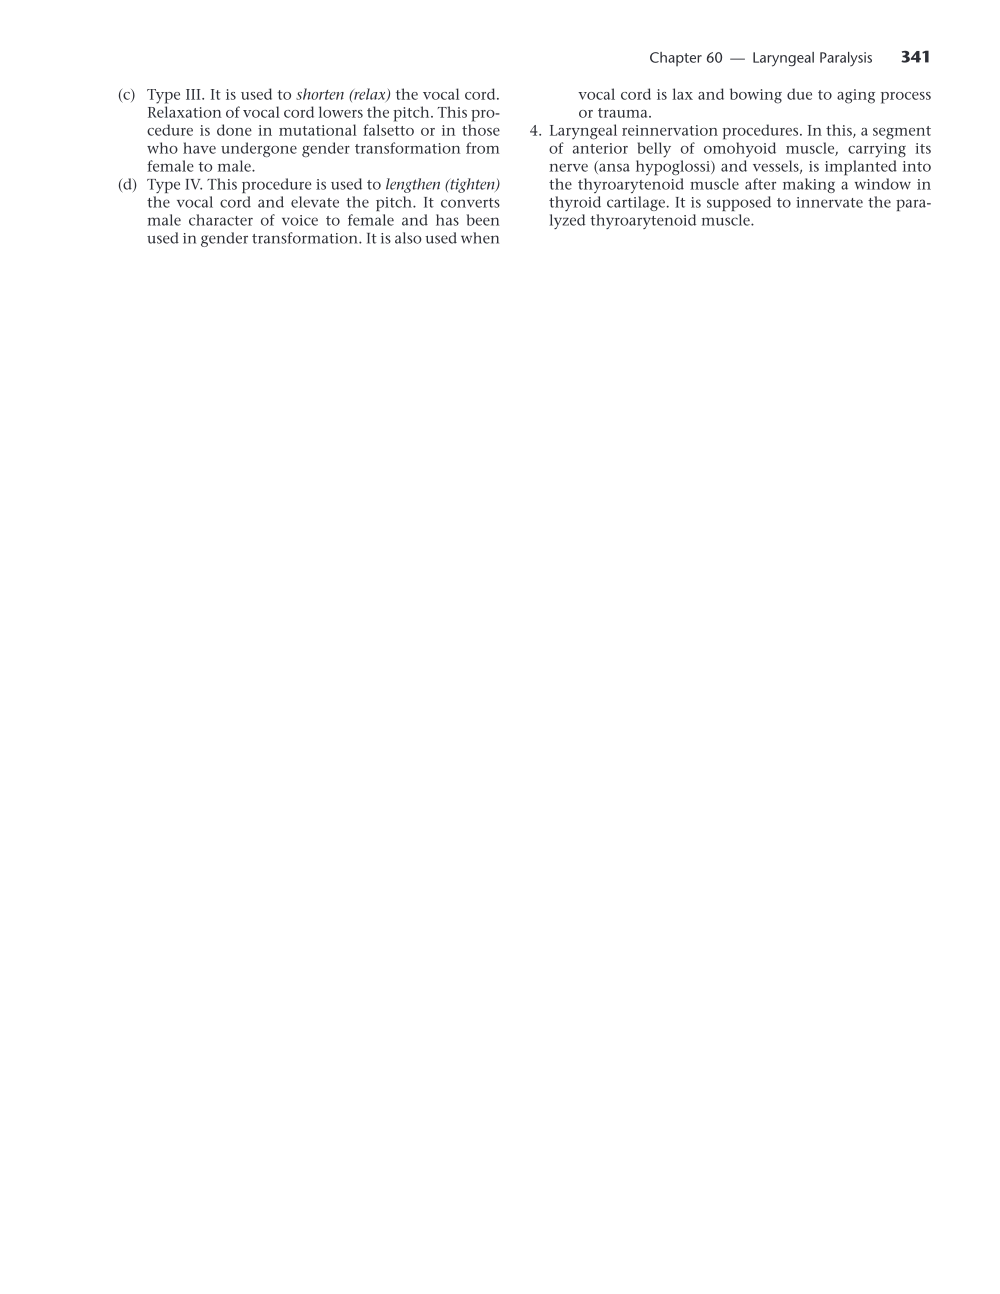 Chapter 60 — Laryngeal Paralysis 341
(c) Type III. It is used to shorten (relax) the vocal cord.
Relaxation of vocal cord lowers the pitch. This pro-
cedure is done in mutational falsetto or in those
who have undergone gender transformation from
female to male.
(d) Type IV. This procedure is used to lengthen (tighten)
the vocal cord and elevate the pitch. It converts
male character of voice to female and has been
used in gender transformation. It is also used when
vocal cord is lax and bowing due to aging process
or trauma.
4. Laryngeal reinnervation procedures. In this, a segment
of anterior belly of omohyoid muscle, carrying its
nerve (ansa hypoglossi) and vessels, is implanted into
the thyroarytenoid muscle after making a window in
thyroid cartilage. It is supposed to innervate the para-
lyzed thyroarytenoid muscle.